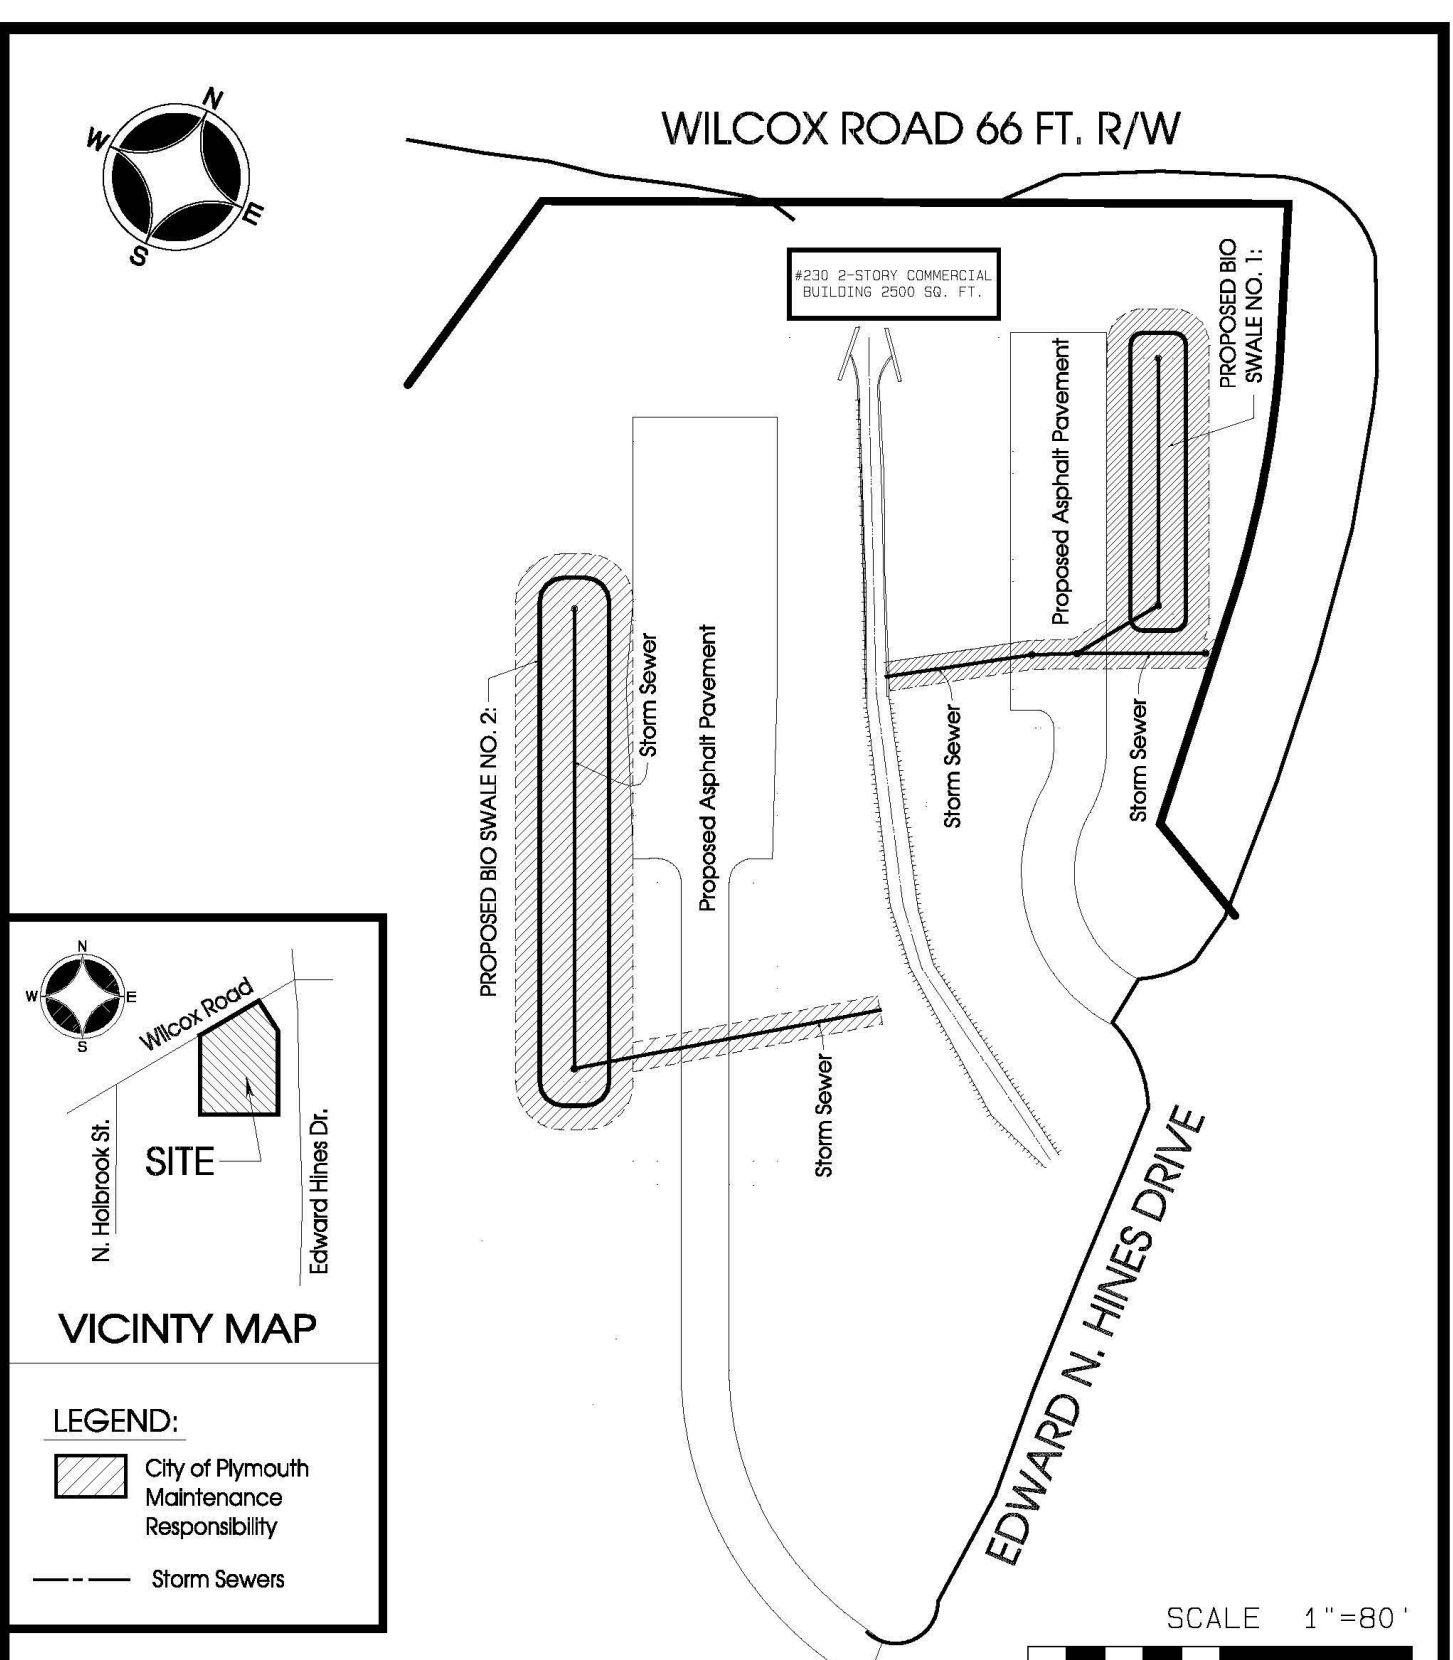 N
W
E
S
WILCOX ROAD 66 FT. R/W
#230 2-STORY COMMERCIAL
BUILDING 2500 SQ. FT.
PROPOSED BIO
SWALE NO. 1:
Proposed Asphalt Pavement
PROPOSED BIO SWALE NO. 2:
Storm Sewer
Proposed Asphalt Pavement
Storm Sewer
Storm Sewer
Storm Sewer
EDWARD N. HINES DRIVE
N
W
E
S
Wilcox Road
N. Holbrook St.
SITE
Edward Hines Dr.
VICINTY MAP
LEGEND:
City of Plymouth
Maintenance
Responsibility
Storm Sewers
SCALE 1"=80'